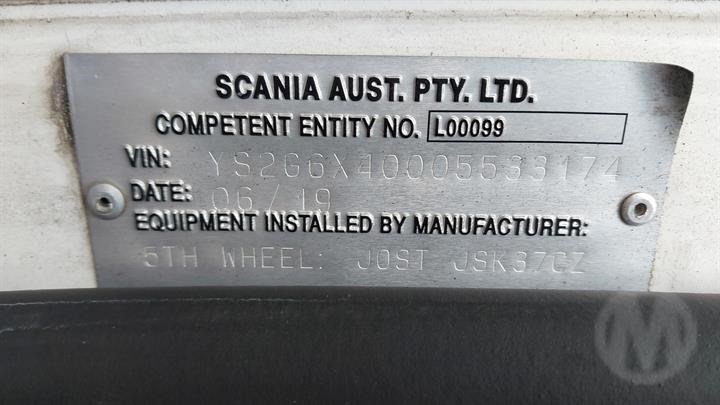 SCANIA AUST. PTY. LTD.
COMPETENT ENTITY NO. L00099
VIN: YS2G6X40005533174
DATE: 06/19
EQUIPMENT INSTALLED BY MANUFACTURER:
5TH WHEEL: JOST JSK37CZ
M